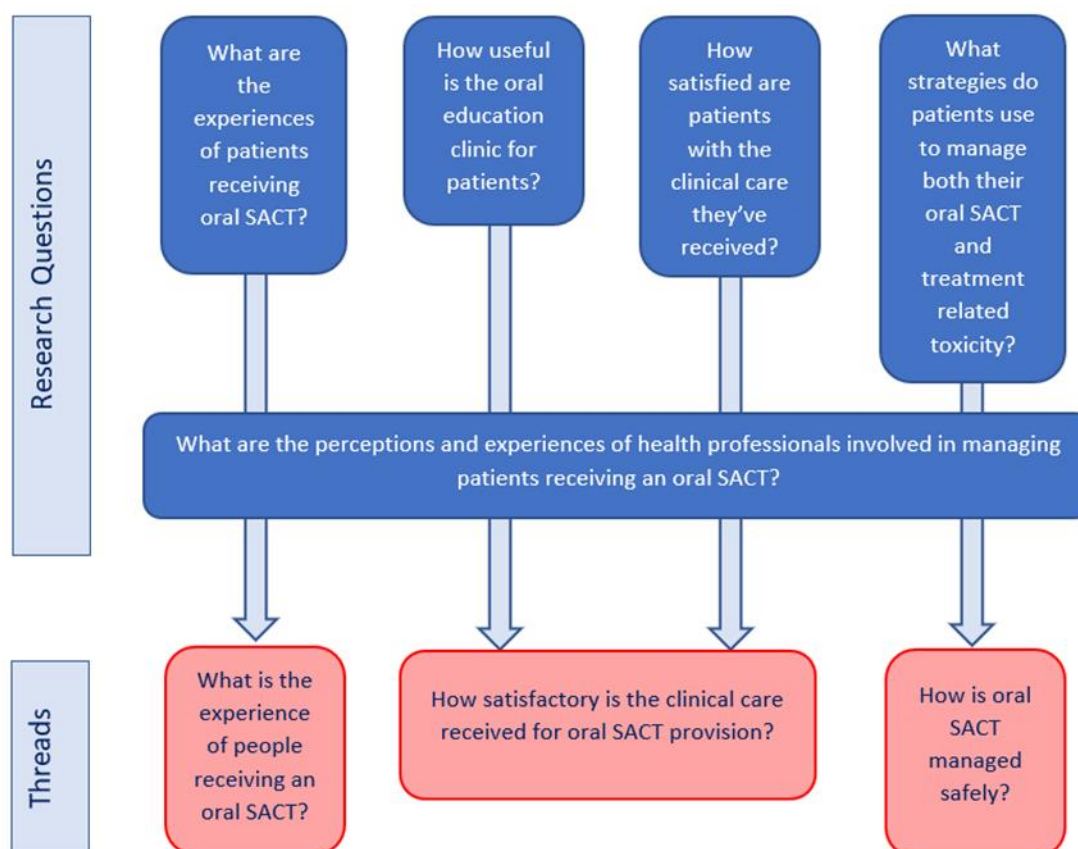 Research Questions
What are
the
experiences
of patients
receiving
oral SACT?
How useful
is the oral
education
clinic for
patients?
How
satisfied are
patients
with the
clinical care
they've
received?
What
strategies do
patients use
to manage
both their
oral SACT
and
treatment
related
toxicity?
What are the perceptions and experiences of health professionals involved in managing
patients receiving an oral SACT?
Threads
What is the
experience
of people
receiving an
oral SACT?
How satisfactory is the clinical care
received for oral SACT provision?
How is oral
SACT
managed
safely?